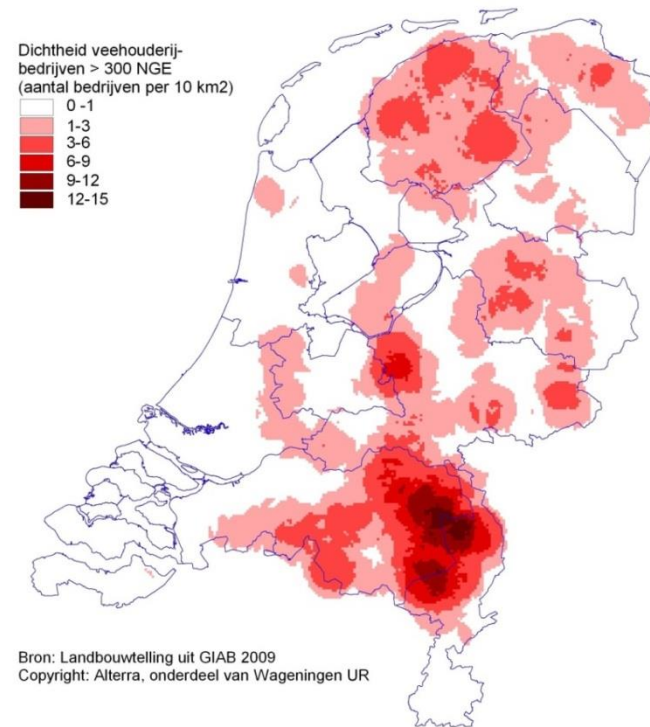 Dichtheid veehouderij-
bedrijven > 300 NGE
(aantal bedrijven per 10 km2)
0 -1
1-3
3-6
6-9
9-12
12-15
Bron: Landbouwtelling uit GIAB 2009
Copyright: Alterra, onderdeel van Wageningen UR